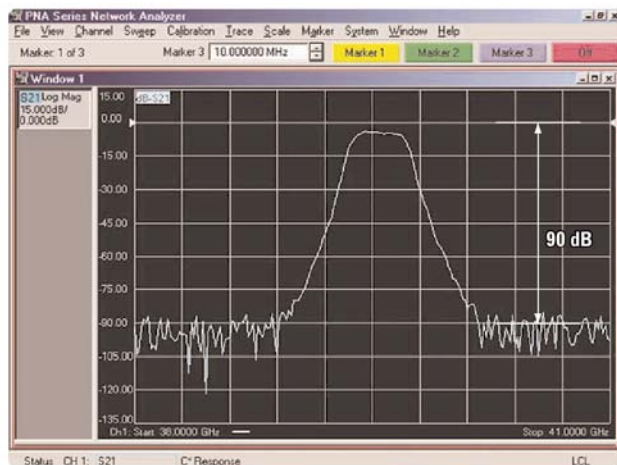 PNA Series Network Analyzer
File View Channel Sweep Calibration Trace Scale Marker System Window Help
Marker: 1 of 3 Marker 3 10.000000 MHz Marker 1 Marker 2 Marker 3 Off
Window 1
S21 Log Mag
15.000dB/
0.000dB
dB-S21
15.00
0.00
-15.00
-30.00
-45.00
-60.00
-75.00
-90.00
-105.00
-120.00
-135.00
90 dB
Ch1: Start 38.0000 GHz
Stop 41.0000 GHz
Status CH 1: S21 C* Response LCL